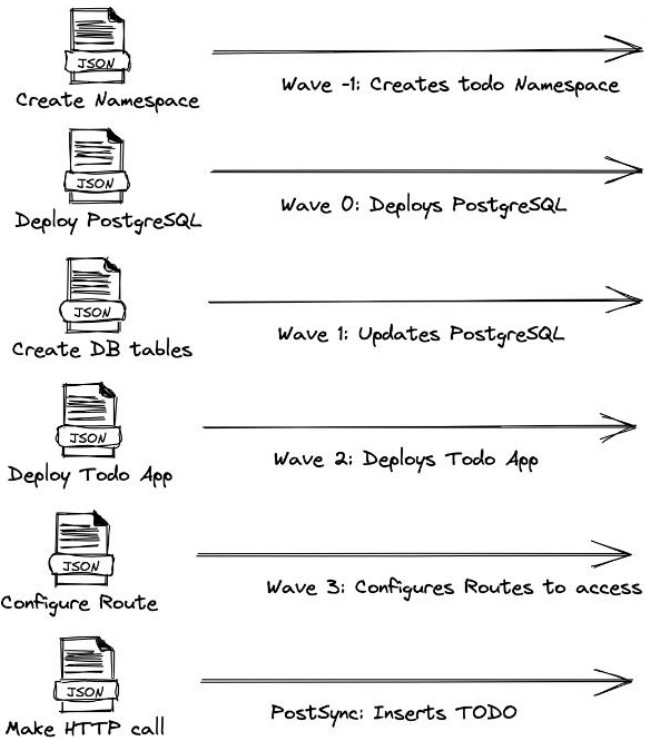 JSON
Create Namespace
Wave -1: Creates todo Namespace
JSON
Deploy PostgreSQL
Wave 0: Deploys PostgreSQL
JSON
Create DB tables
Wave 1: Updates PostgreSQL
JSON
Deploy Todo App
Wave 2: Deploys Todo App
JSON
Configure Route
Wave 3: Configures Routes to access
JSON
Make HTTP call
PostSync: Inserts TODO